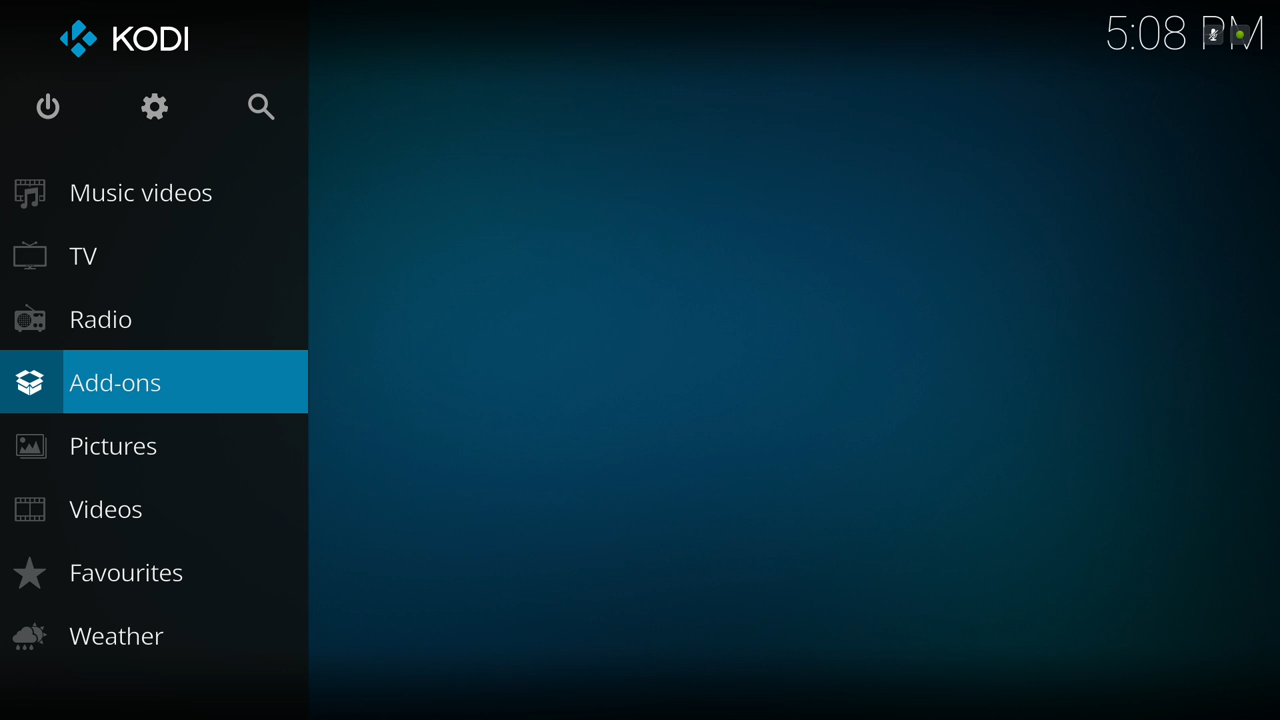 KODI
5:08 PM
Music videos
TV
Radio
Add-ons
Pictures
Videos
Favourites
Weather